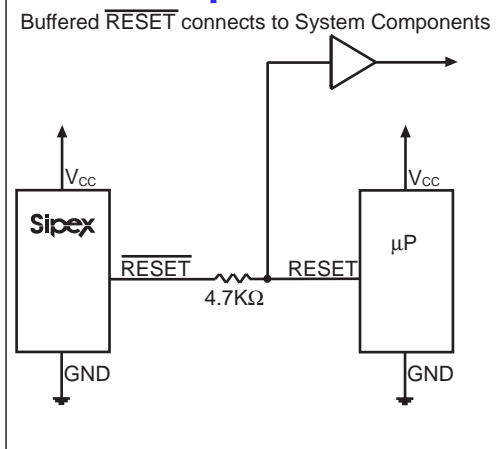 Buffered RESET connects to System Components
VCC
VCC
Sipex
µP
RESET
RESET
4.7KΩ
GND
GND